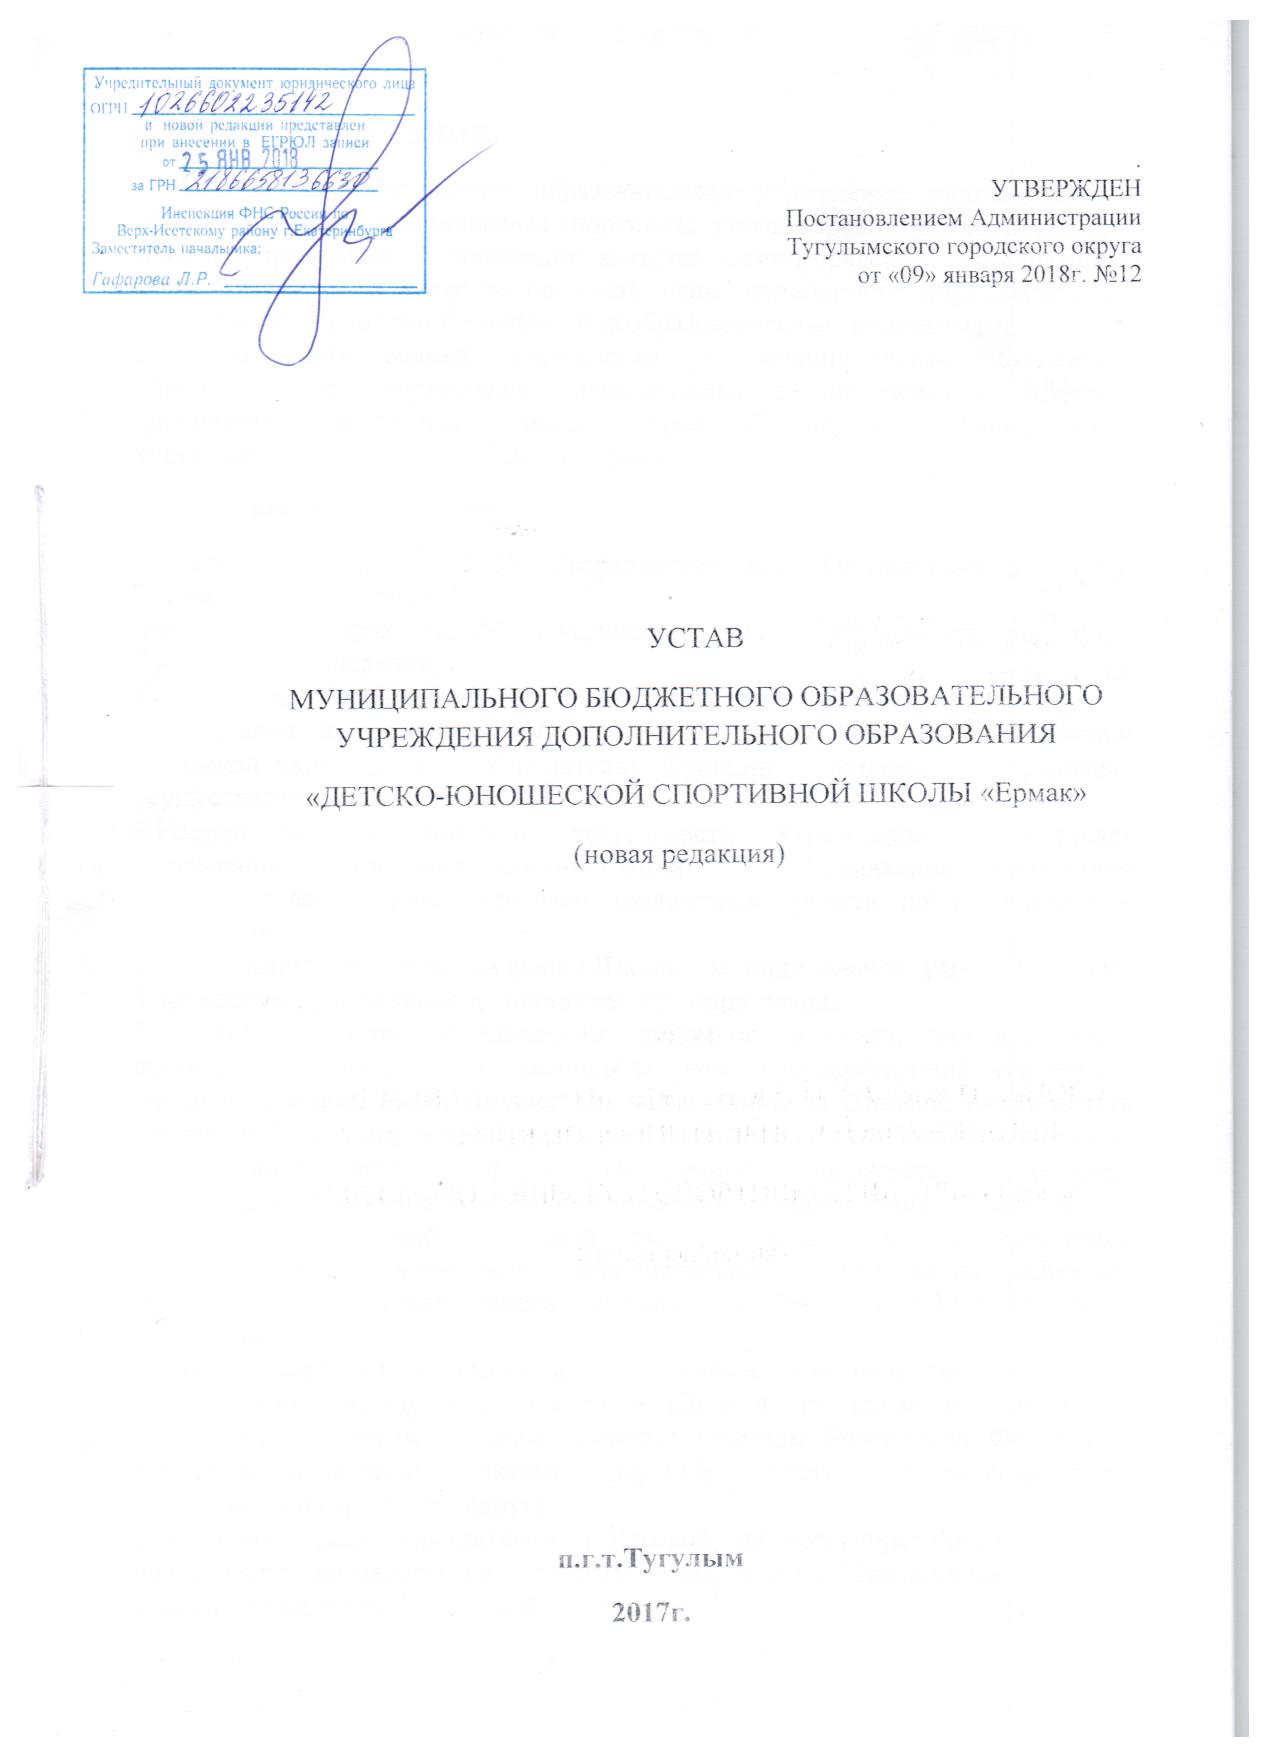 Учредительный документ юридического лица
ОГРН 1026602235142
в новой редакции представлен
при внесении в ЕГРЮЛ записи
от 25 ЯНВ 2018
за ГРН 2186658136630
Инспекция ФНС России по
Верх-Исетскому району г.Екатеринбурга
Заместитель начальника:
Гафарова Л.Р.
УТВЕРЖДЕН
Постановлением Администрации
Тугулымского городского округа
от «09» января 2018г. №12
УСТАВ
МУНИЦИПАЛЬНОГО БЮДЖЕТНОГО ОБРАЗОВАТЕЛЬНОГО
УЧРЕЖДЕНИЯ ДОПОЛНИТЕЛЬНОГО ОБРАЗОВАНИЯ
«ДЕТСКО-ЮНОШЕСКОЙ СПОРТИВНОЙ ШКОЛЫ «Ермак»
(новая редакция)
п.г.т.Тугулым
2017г.